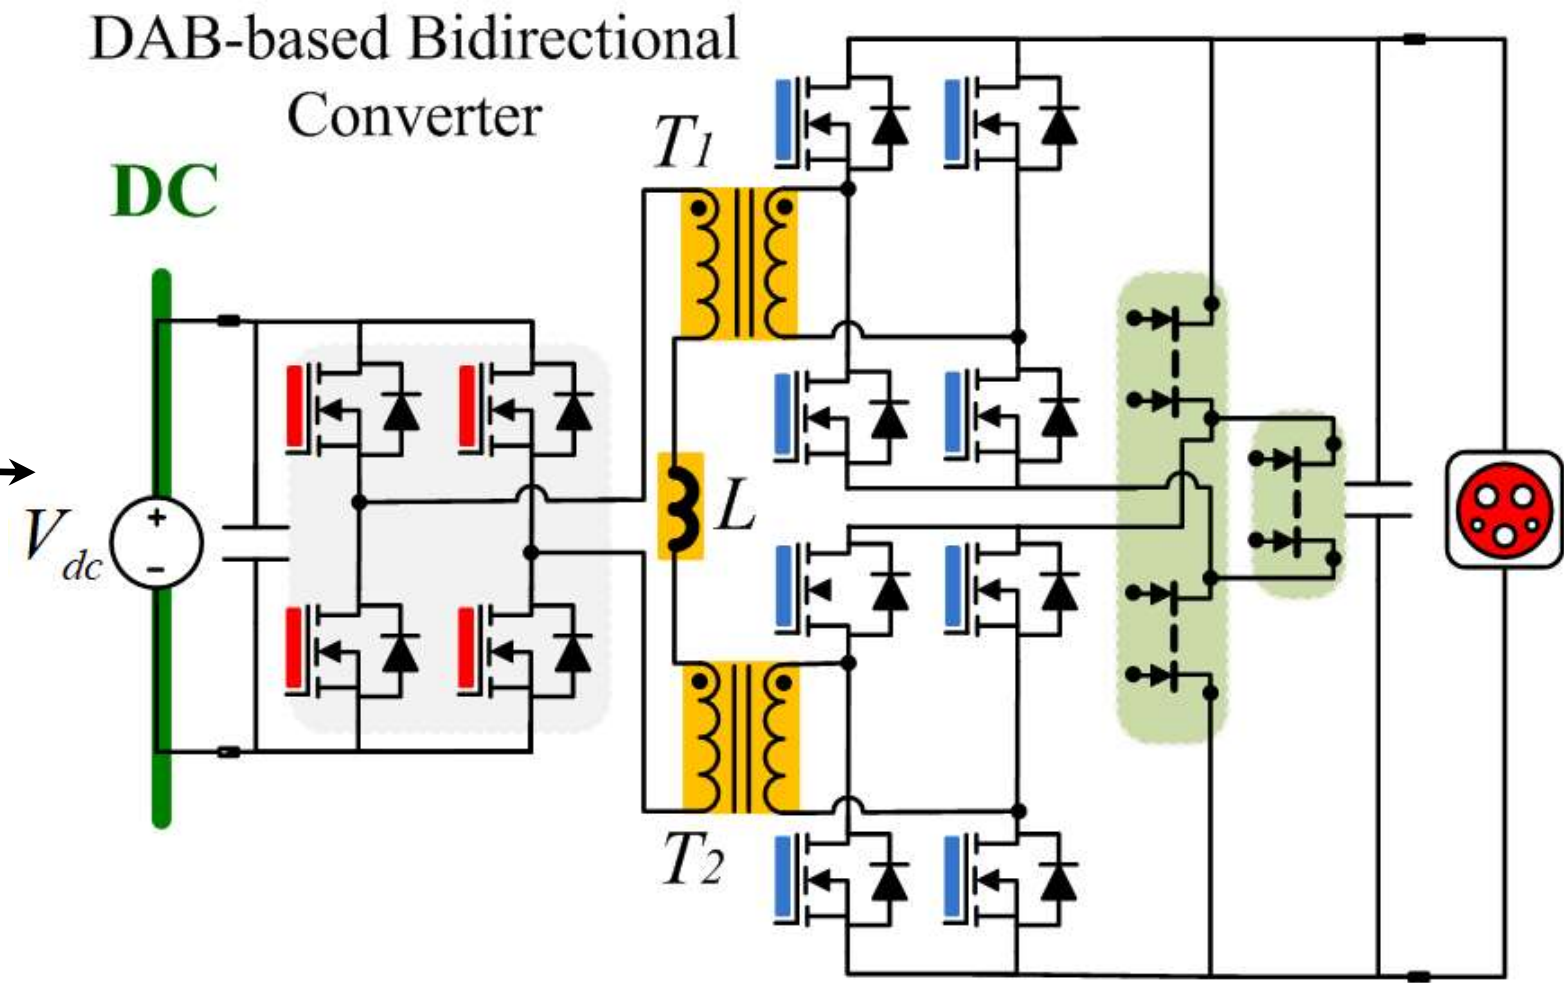 DAB-based Bidirectional
Converter
T1
DC
L
+
Vdc
−
T2